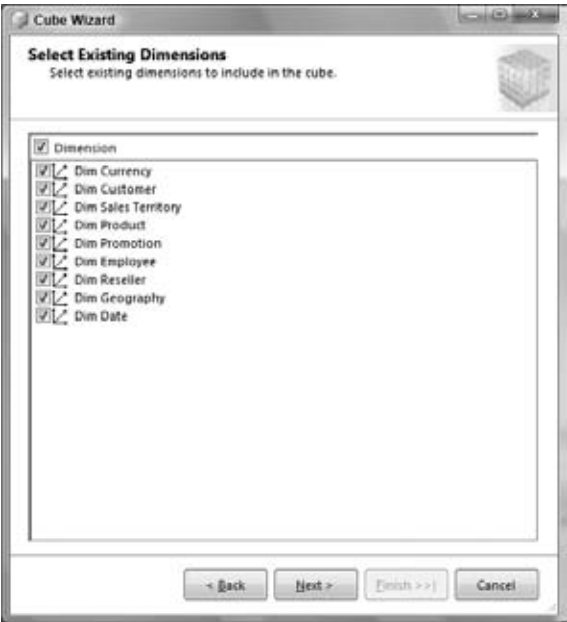 Cube Wizard
Select Existing Dimensions
Select existing dimensions to include in the cube.
Dimension
Dim Currency
Dim Customer
Dim Sales Territory
Dim Product
Dim Promotion
Dim Employee
Dim Reseller
Dim Geography
Dim Date
< Back
Next >
Finish >>|
Cancel